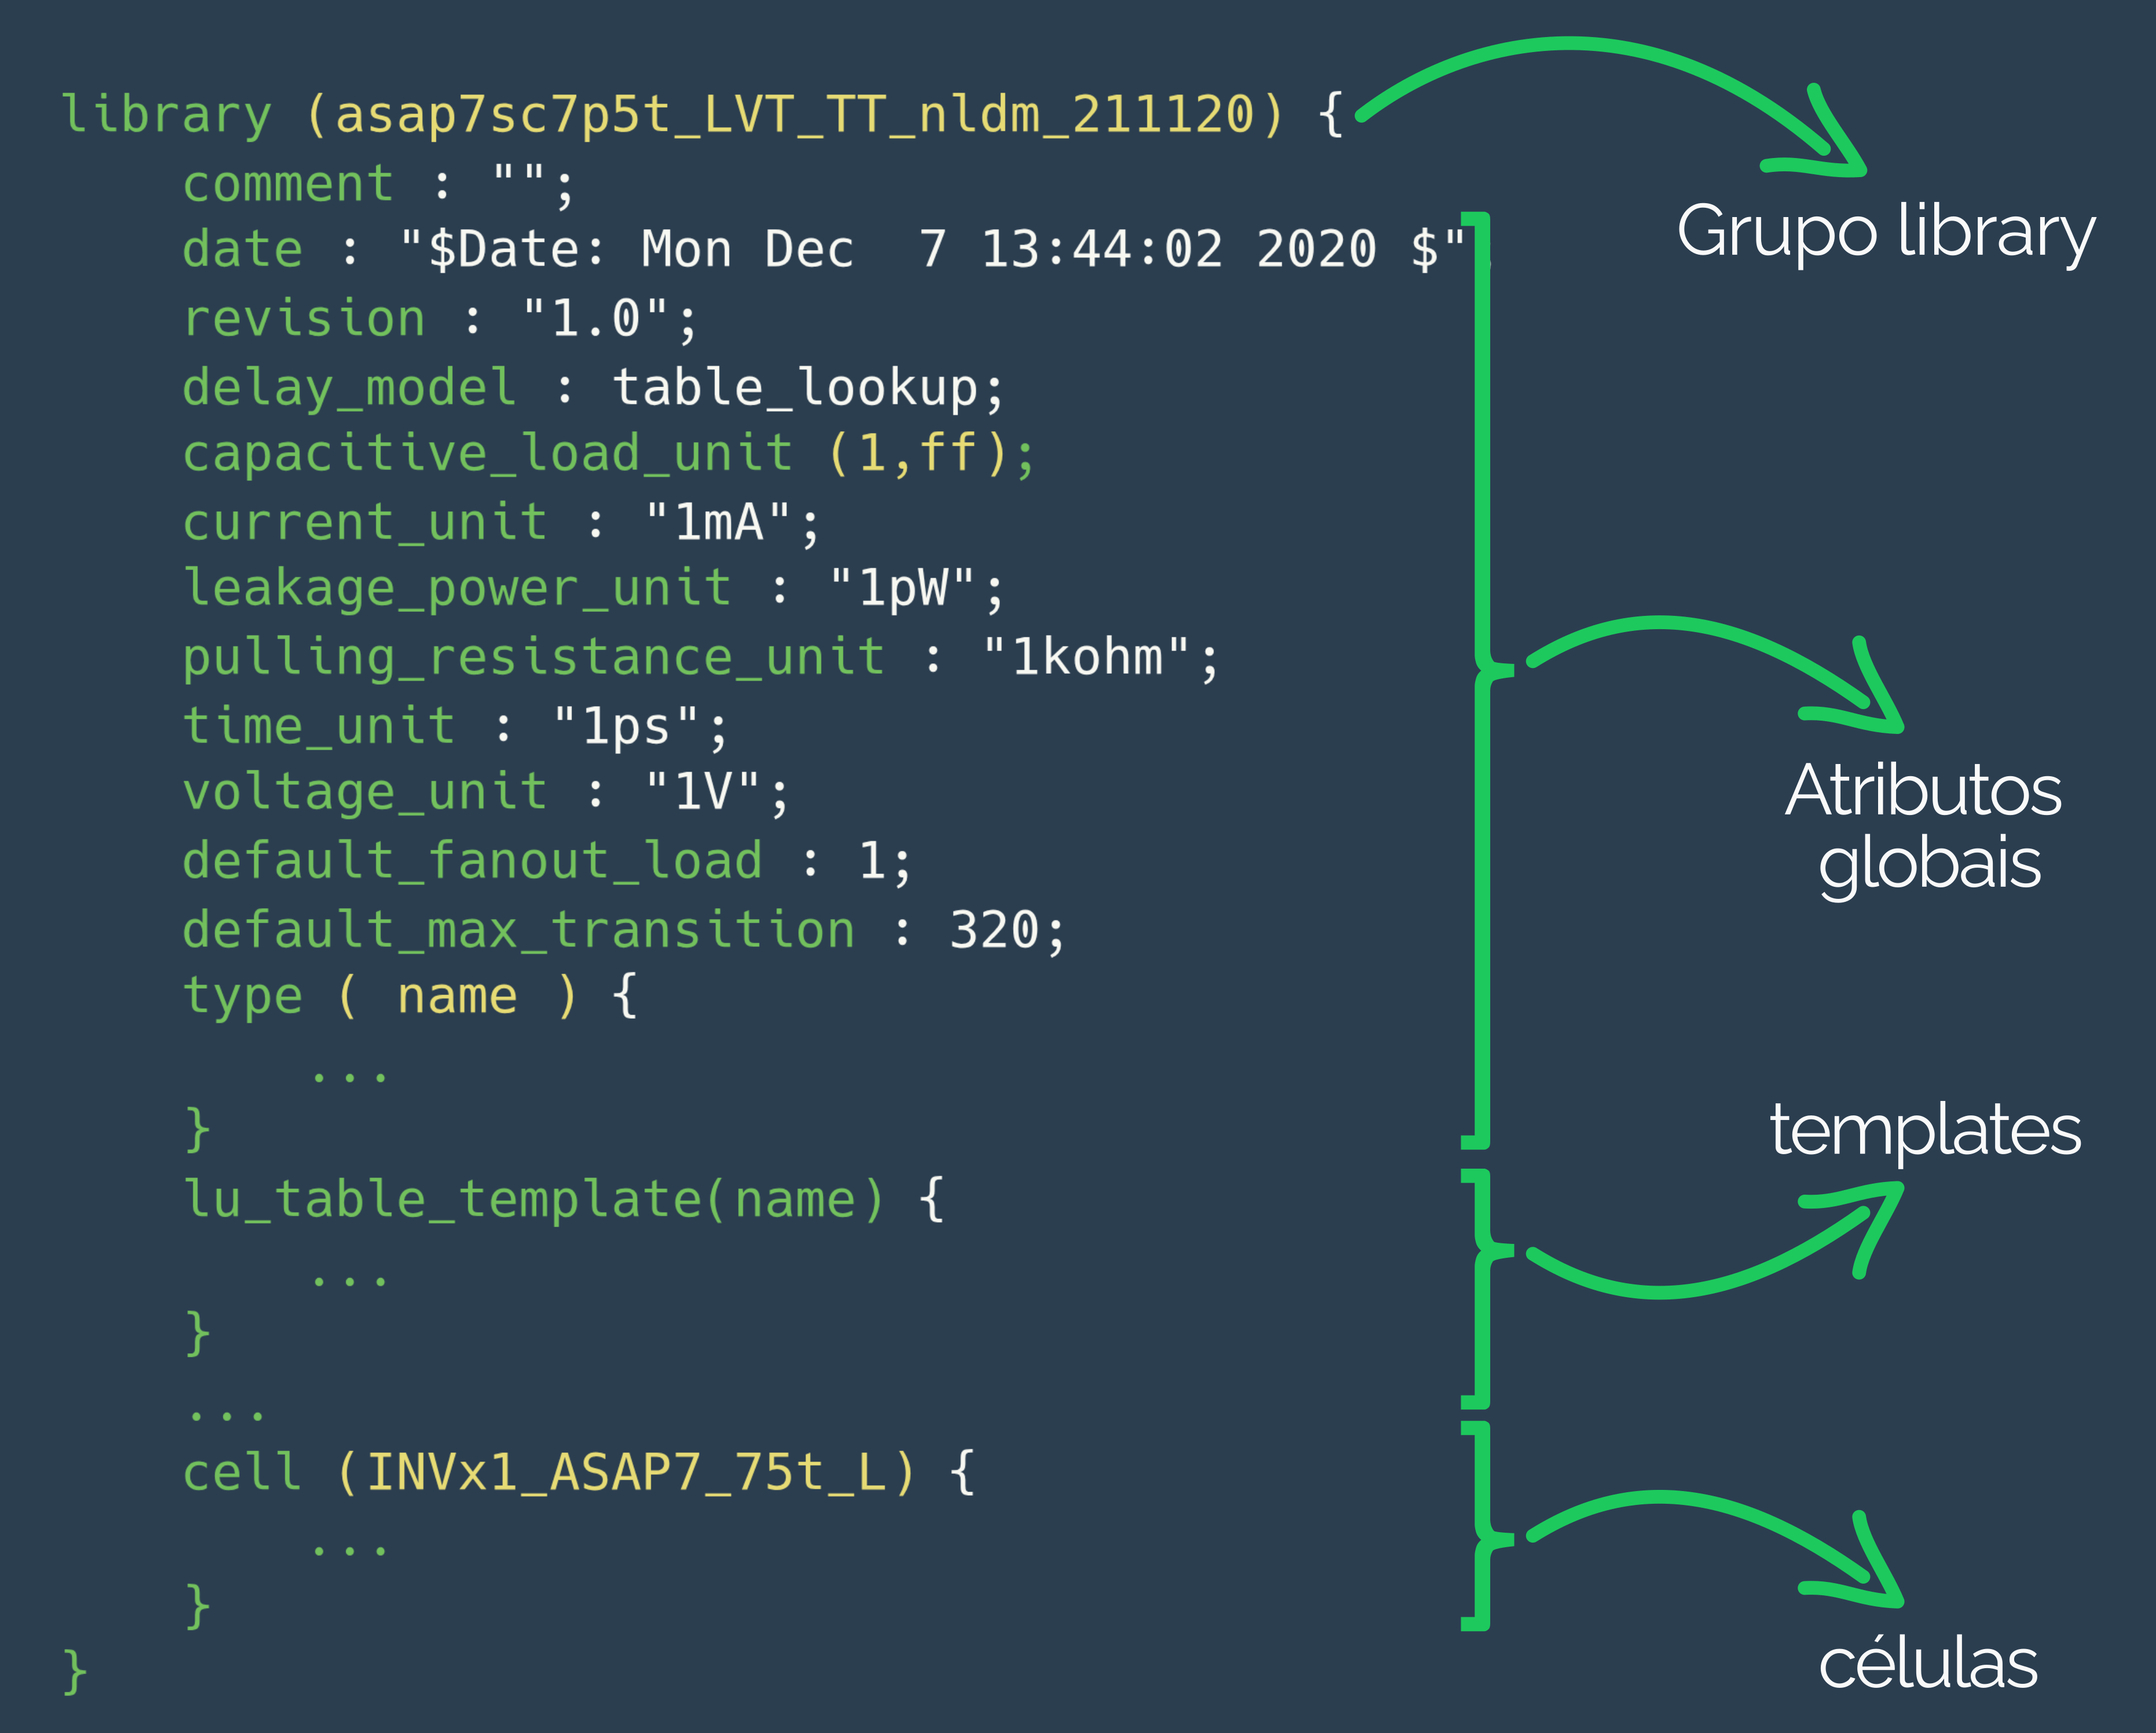 library (asap7sc7p5t_LVT_TT_nldm_211120) {
comment : "";
date : "$Date: Mon Dec  7 13:44:02 2020 $"
revision : "1.0";
delay_model : table_lookup;
capacitive_load_unit (1,ff);
current_unit : "1mA";
leakage_power_unit : "1pW";
pulling_resistance_unit : "1kohm";
time_unit : "1ps";
voltage_unit : "1V";
default_fanout_load : 1;
default_max_transition : 320;
type ( name ) {
...
}
lu_table_template(name) {
...
}
...
cell (INVx1_ASAP7_75t_L) {
...
}
}
Grupo library
Atributos
globais
templates
células